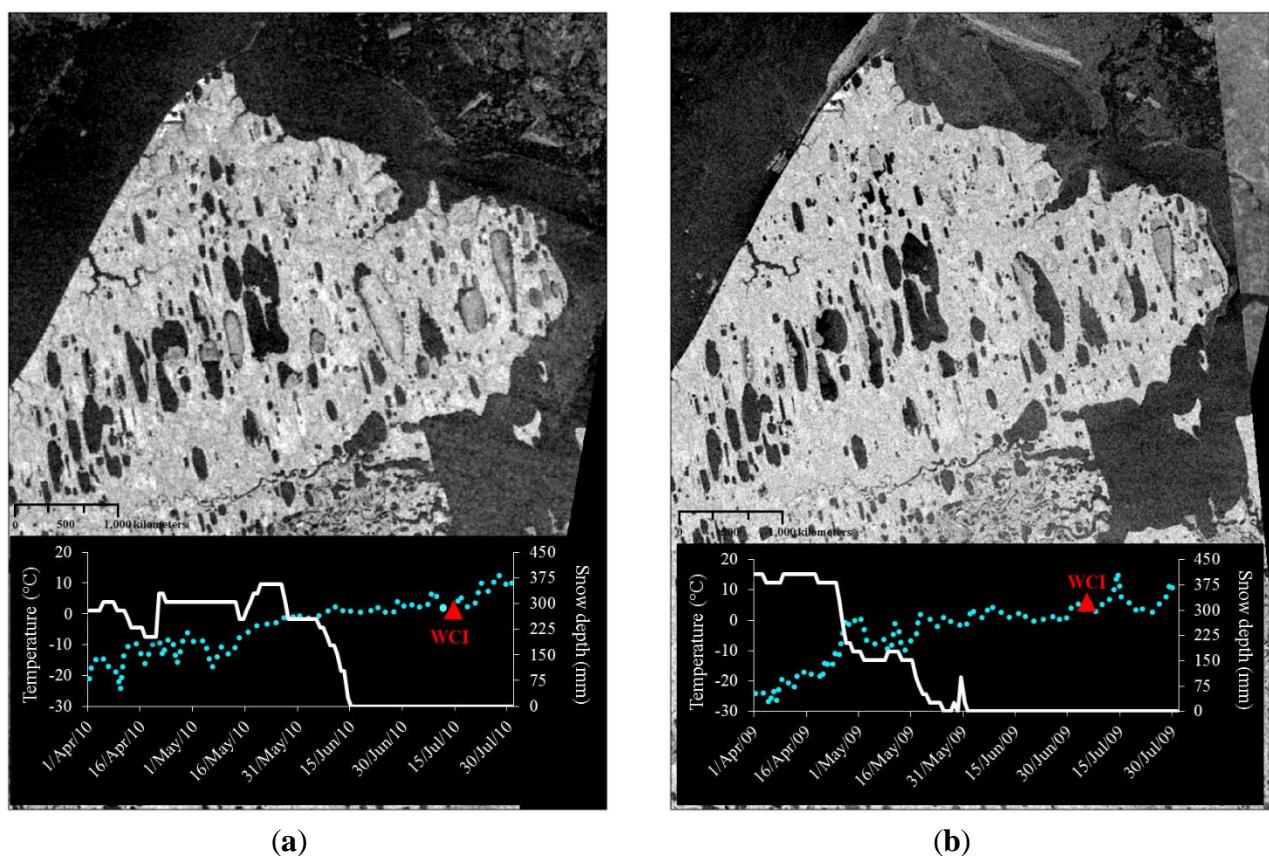 0 500 1,000 kilometers
0 500 1,000 kilometers
20
10
0
-10
-20
-30
Temperature (°C)
450
375
300
225
150
75
0
Snow depth (mm)
WCI
1/Apr/10
16/Apr/10
1/May/10
16/May/10
31/May/10
15/Jun/10
30/Jun/10
15/Jul/10
30/Jul/10
20
10
0
-10
-20
-30
Temperature (°C)
450
375
300
225
150
75
0
Snow depth (mm)
WCI
1/Apr/09
16/Apr/09
1/May/09
16/May/09
31/May/09
15/Jun/09
30/Jun/09
15/Jul/09
30/Jul/09
(a)
(b)